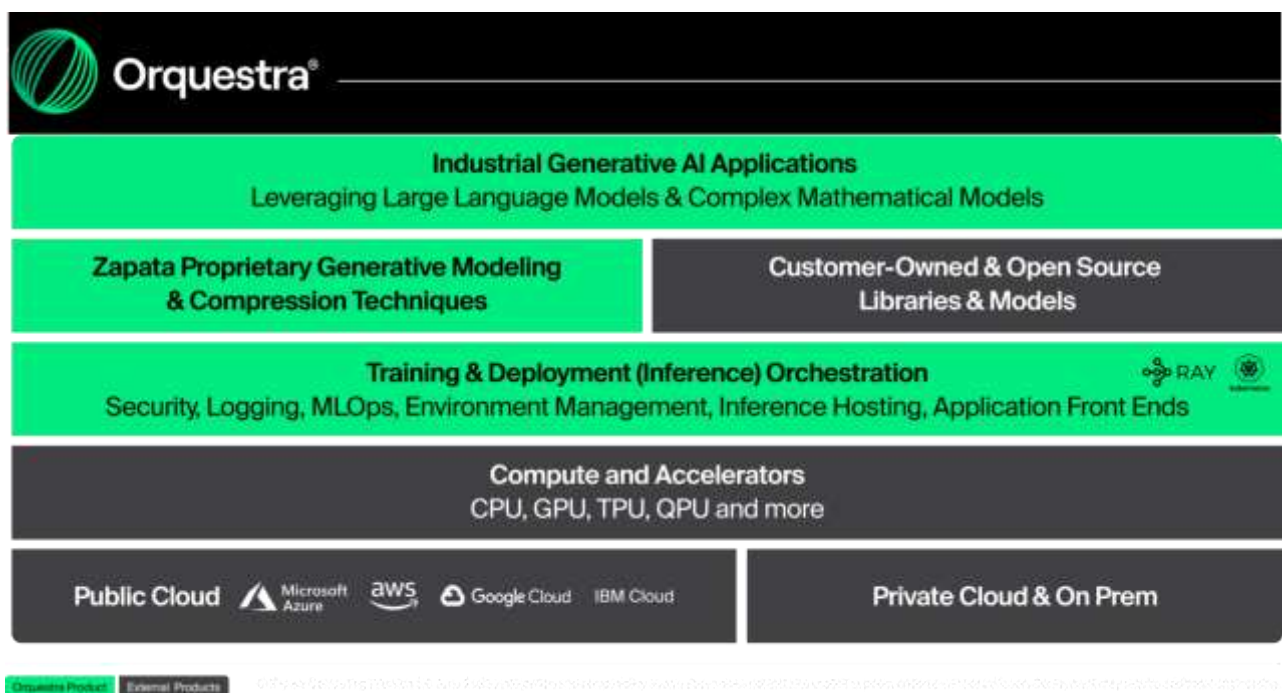 Orquestra®
Industrial Generative AI Applications
Leveraging Large Language Models & Complex Mathematical Models
Zapata Proprietary Generative Modeling
& Compression Techniques
Customer-Owned & Open Source
Libraries & Models
Training & Deployment (Inference) Orchestration
RAY
Security, Logging, MLOps, Environment Management, Inference Hosting, Application Front Ends
Compute and Accelerators
CPU, GPU, TPU, QPU and more
Public Cloud
Microsoft
Azure
aws
Google Cloud
IBM Cloud
Private Cloud & On Prem
Orquestra Product
External Products